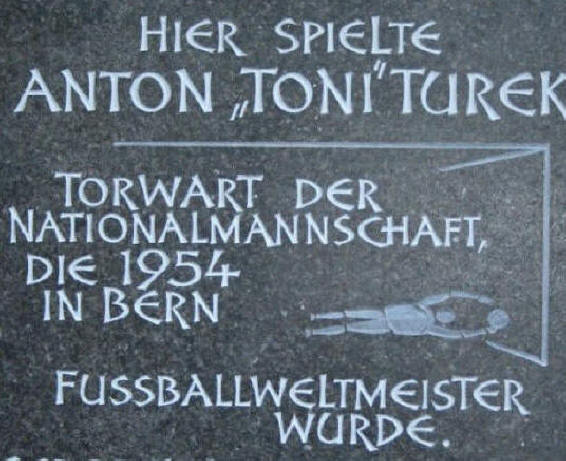 HIER SPIELTE
ANTON „TONI“ TUREK
TORWART DER
NATIONALMANNSCHAFT,
DIE 1954
IN BERN
FUSSBALLWELTMEISTER
WURDE.